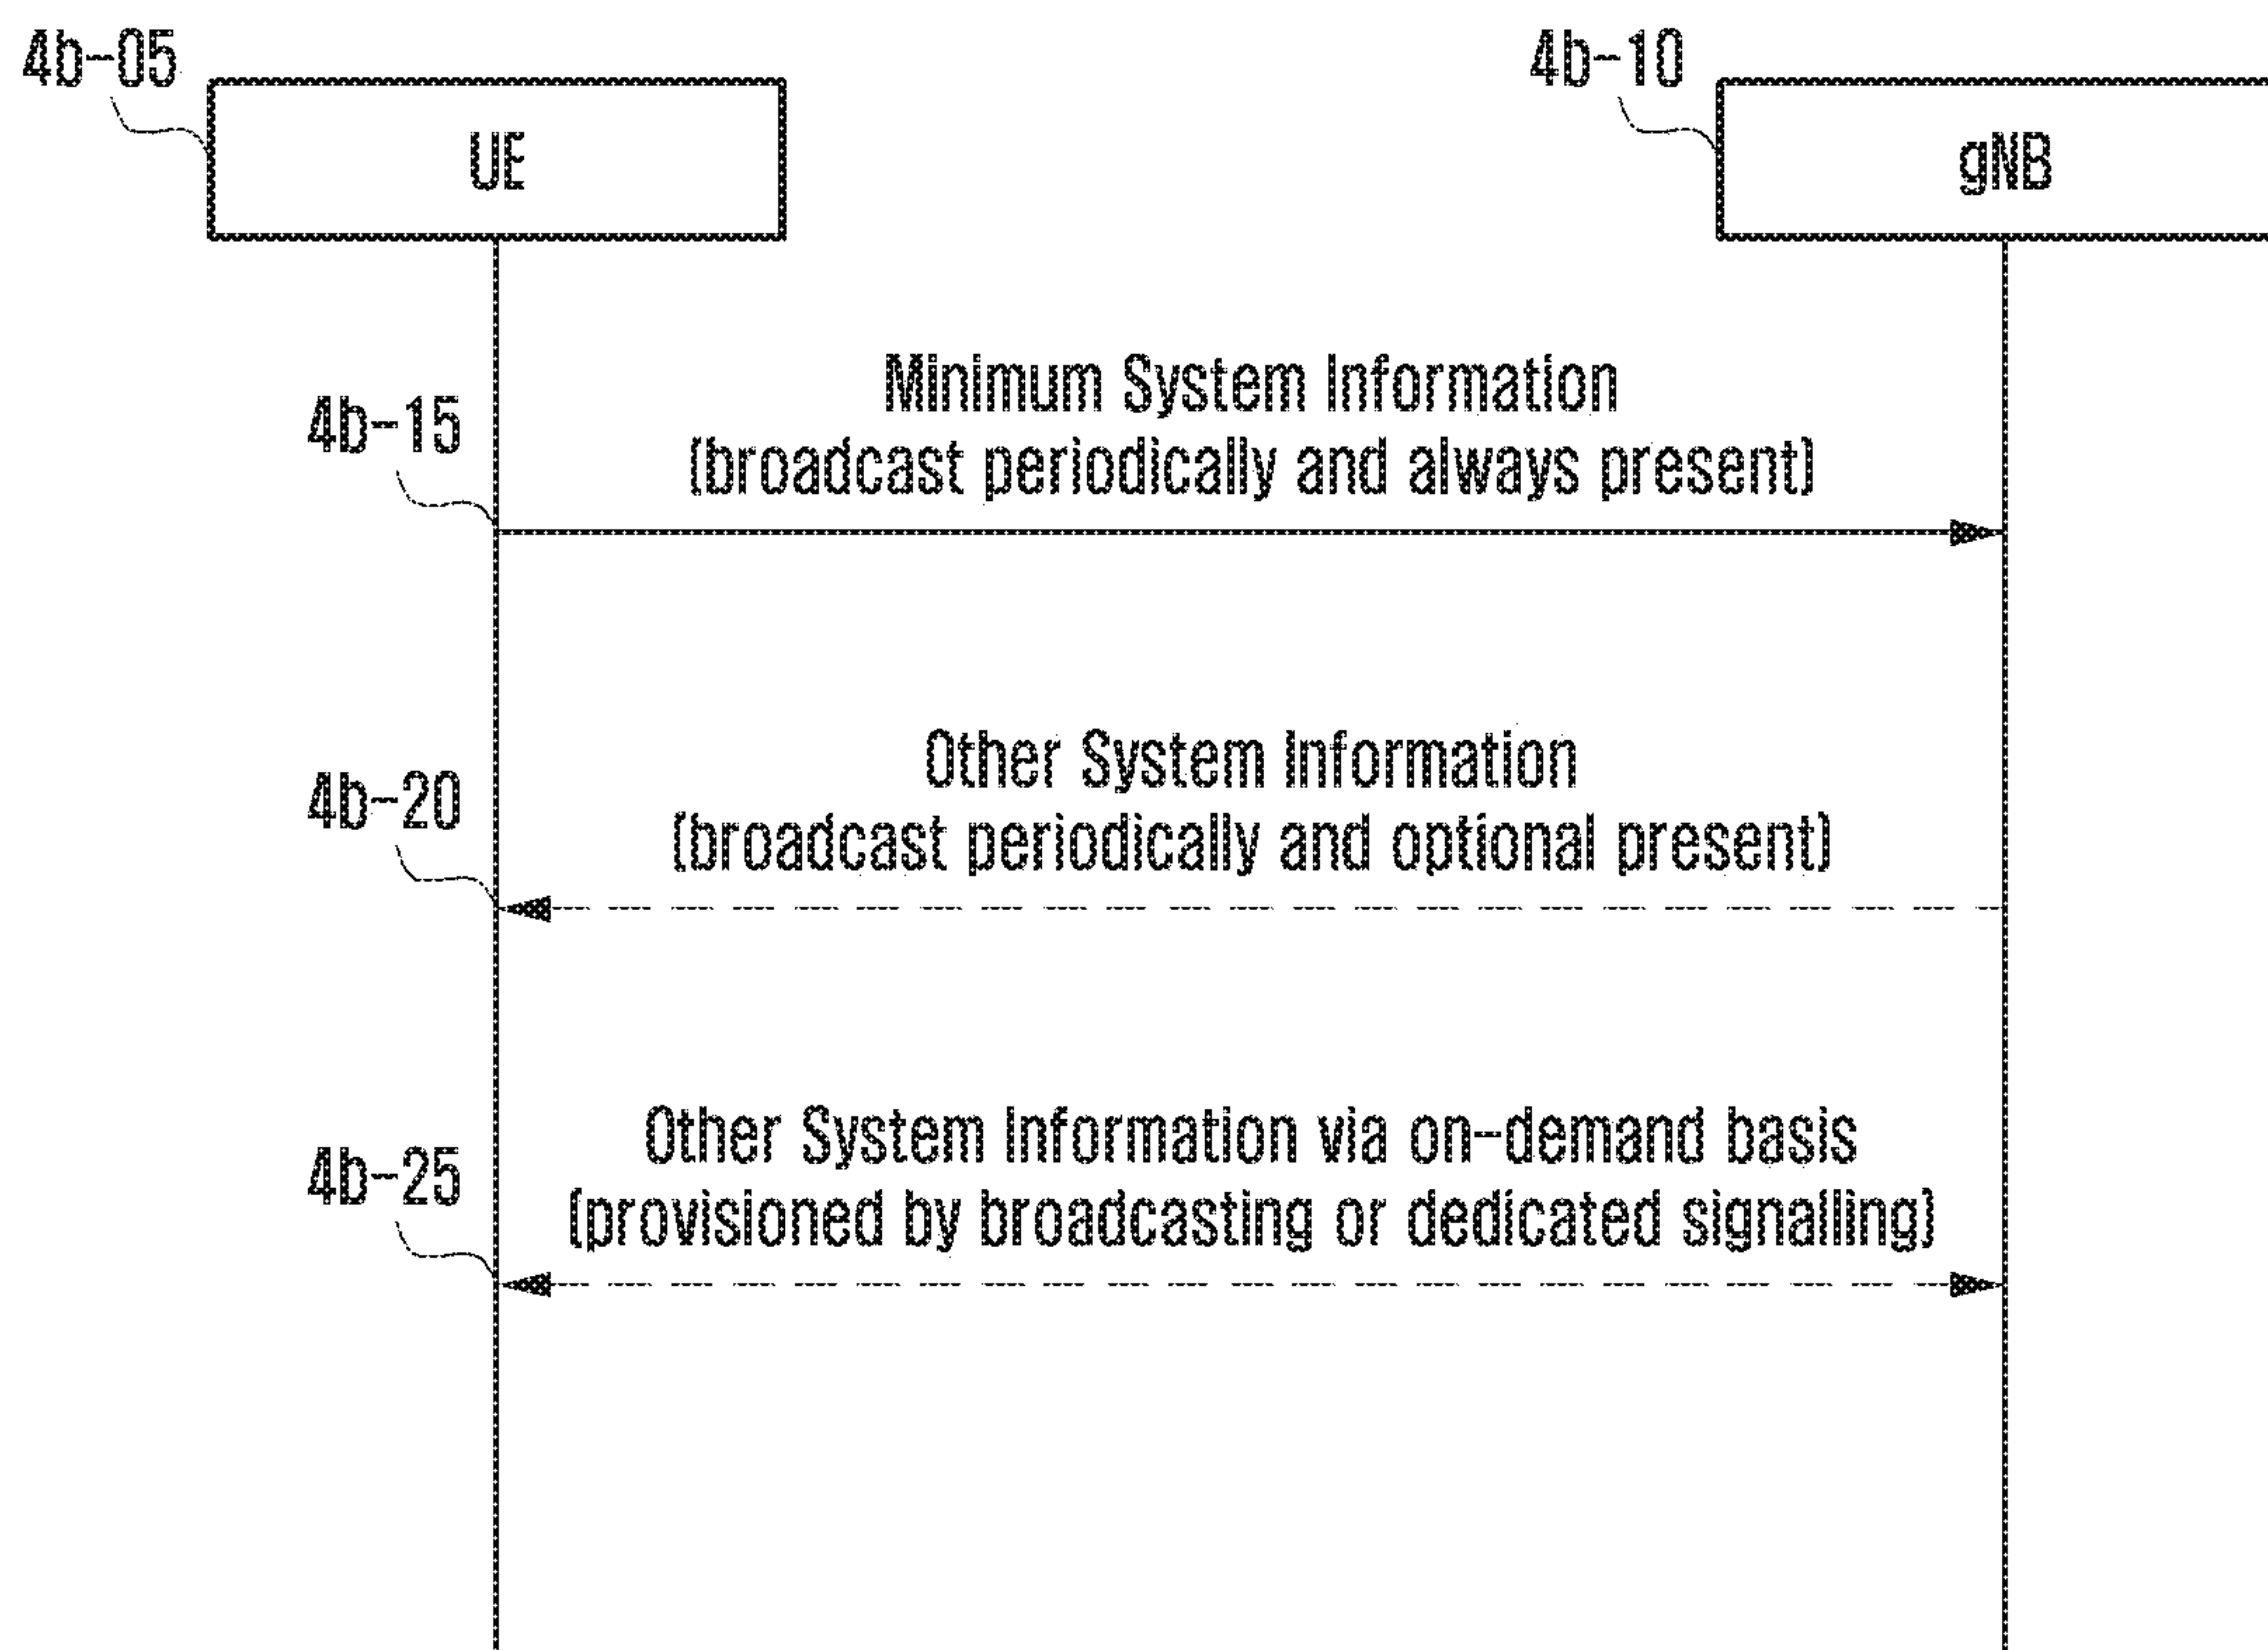 4b-05
UE
4b-10
gNB
4b-15
Minimum System Information
(broadcast periodically and always present)
4b-20
Other System Information
(broadcast periodically and optional present)
4b-25
Other System Information via on-demand basis
(provisioned by broadcasting or dedicated signalling)